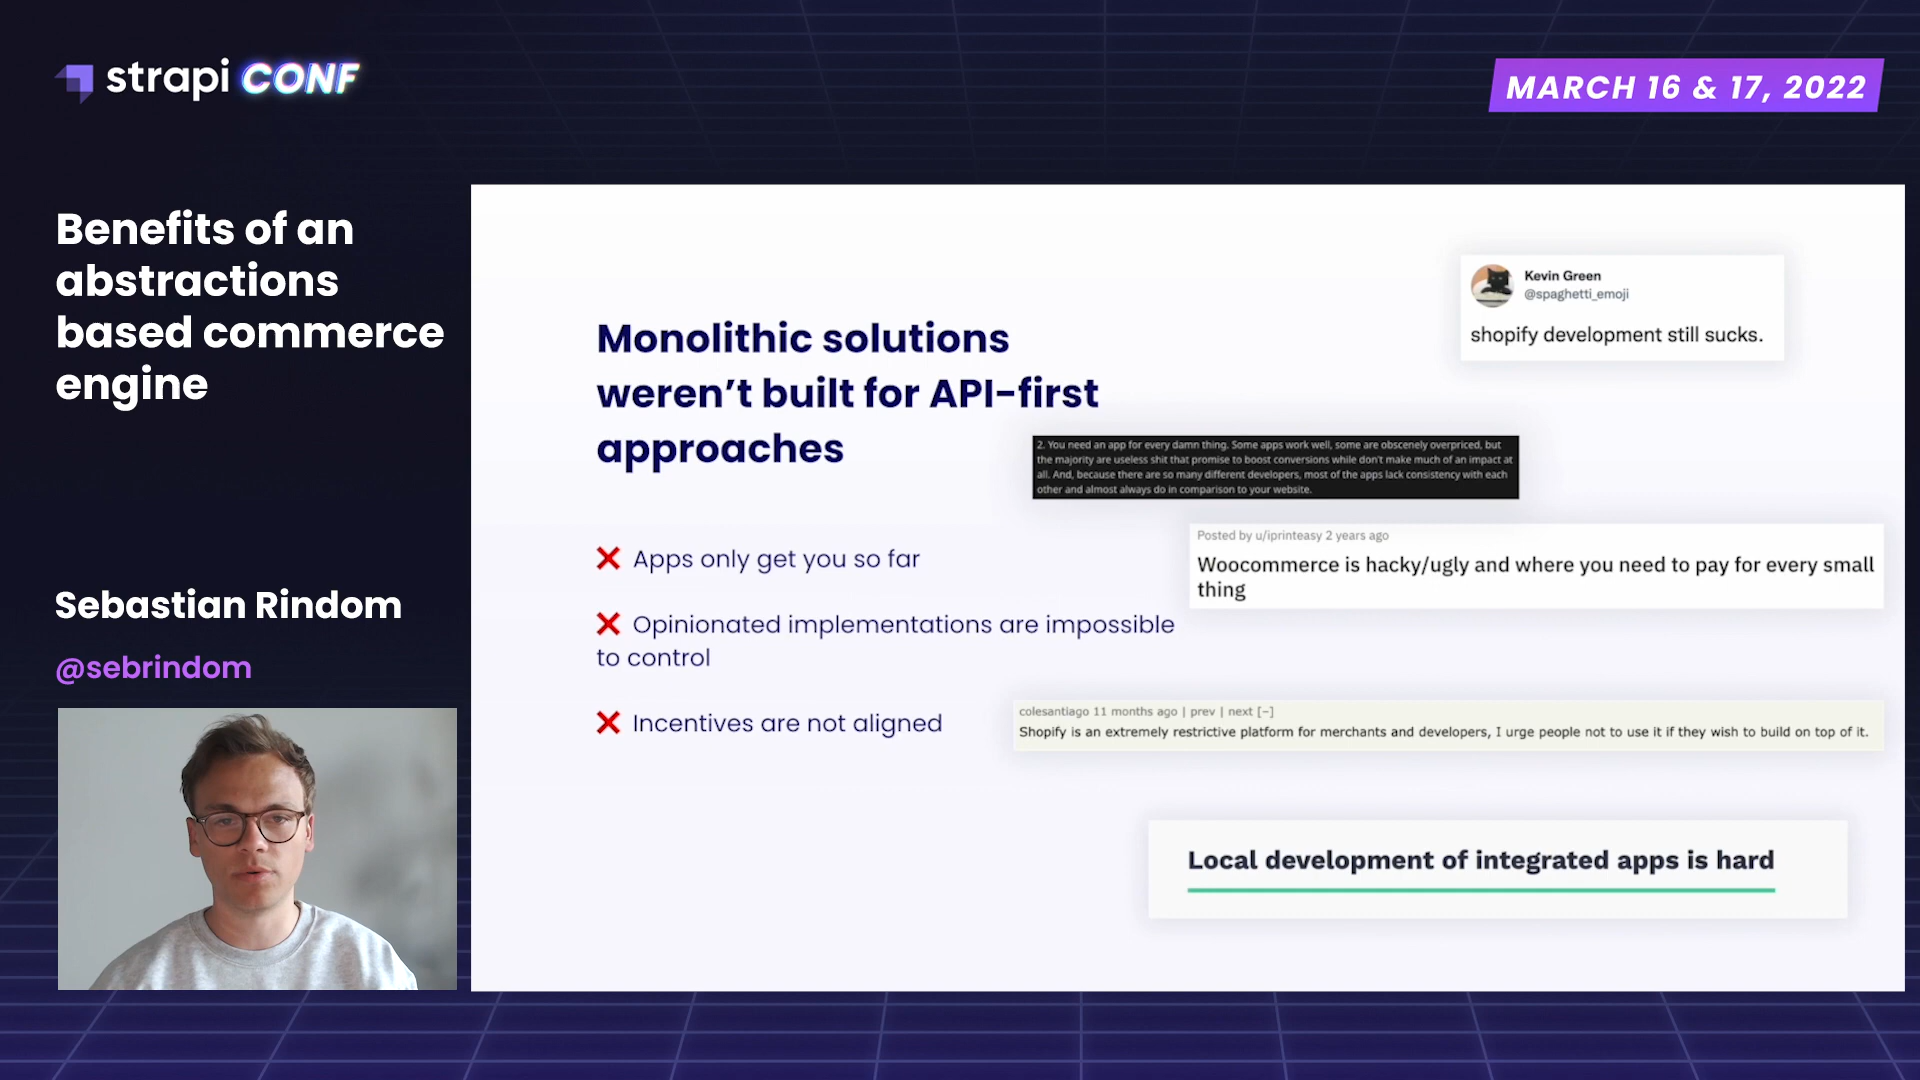 strapi CONF
MARCH 16 & 17, 2022
Benefits of an
abstractions
based commerce
engine
Sebastian Rindom
@sebrindom
Monolithic solutions
weren’t built for API-first
approaches
❌ Apps only get you so far
❌ Opinionated implementations are impossible
to control
❌ Incentives are not aligned
Kevin Green
@spaghetti_emoji
shopify development still sucks.
2. You need an app for every damn thing. Some apps work well, some are obscenely overpriced, but
the majority are useless shit that promise to boost conversions while don't make much of an impact at
all. And, because there are so many different developers, most of the apps lack consistency with each
other and almost always do in comparison to your website.
Posted by u/iprinteasy 2 years ago
Woocommerce is hacky/ugly and where you need to pay for every small
thing
colesantiago 11 months ago | prev | next [–]
Shopify is an extremely restrictive platform for merchants and developers, I urge people not to use it if they wish to build on top of it.
Local development of integrated apps is hard